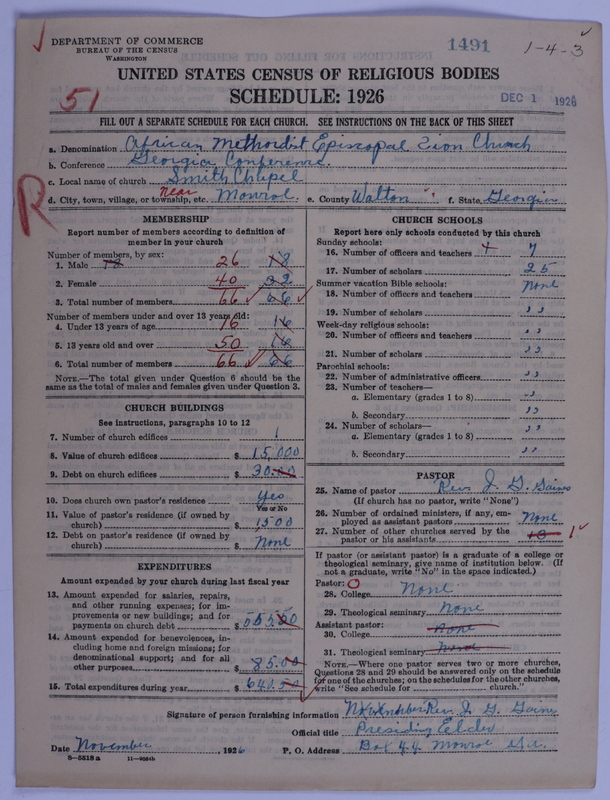 DEPARTMENT OF COMMERCE
BUREAU OF THE CENSUS
WASHINGTON
1491
1-4-3
UNITED STATES CENSUS OF RELIGIOUS BODIES
SCHEDULE: 1926
51
DEC 1 1926
FILL OUT A SEPARATE SCHEDULE FOR EACH CHURCH. SEE INSTRUCTIONS ON THE BACK OF THIS SHEET
a. Denomination African Methodist Episcopal Zion Church
b. Conference Georgia Conference.
c. Local name of church Smith Chapel
R
d. City, town, village, or township, etc. near Monroe. e. County Walton f. State Georgia
MEMBERSHIP
Report number of members according to definition of
member in your church
Number of members, by sex:
1. Male 26
2. Female 40
3. Total number of members 66 66
Number of members under and over 13 years old:
4. Under 13 years of age 16 16
5. 13 years old and over 50
6. Total number of members 66 66
NOTE.—The total given under Question 6 should be the
same as the total of males and females given under Question 3.
CHURCH BUILDINGS
See instructions, paragraphs 10 to 12
7. Number of church edifices 1
8. Value of church edifices $ 15,000
9. Debt on church edifices $ 30.00
10. Does church own pastor's residence Yes
Yes or No
11. Value of pastor's residence (if owned by
church) $ 1500
12. Debt on pastor's residence (if owned by
church) $ None
EXPENDITURES
Amount expended by your church during last fiscal year
13. Amount expended for salaries, repairs,
and other running expenses; for im-
provements or new buildings; and for
payments on church debt $
14. Amount expended for benevolences, in-
cluding home and foreign missions; for
denominational support; and for all
other purposes $ 85.00
15. Total expenditures during year $
CHURCH SCHOOLS
Report here only schools conducted by this church
Sunday schools:
16. Number of officers and teachers 7
17. Number of scholars 25
Summer vacation Bible schools:
18. Number of officers and teachers None
19. Number of scholars ,,
Week-day religious schools:
20. Number of officers and teachers ,,
21. Number of scholars ,,
Parochial schools:
22. Number of administrative officers ,,
23. Number of teachers—
a. Elementary (grades 1 to 8) ,,
b. Secondary ,,
24. Number of scholars—
a. Elementary (grades 1 to 8) ,,
b. Secondary ,,
PASTOR
25. Name of pastor Rev. J. G. Gaines
(If church has no pastor, write "None")
26. Number of ordained ministers, if any, em-
ployed as assistant pastors None
27. Number of other churches served by the
pastor or his assistants 1
If pastor (or assistant pastor) is a graduate of a college or
theological seminary, give name of institution below. (If
not a graduate, write "No" in the space indicated.)
Pastor: O
28. College None
29. Theological seminary None
Assistant pastor:
30. College None
31. Theological seminary None
NOTE.—Where one pastor serves two or more churches,
Questions 28 and 29 should be answered only on the schedule
for one of the churches; on the schedules for the other churches,
write "See schedule for church."
Signature of person furnishing information Rev. J. G. Gaines
Official title Presiding Elder
Date November, 1926 P. O. Address Box 44 Monroe Ga.
8-5518a 11-9564b